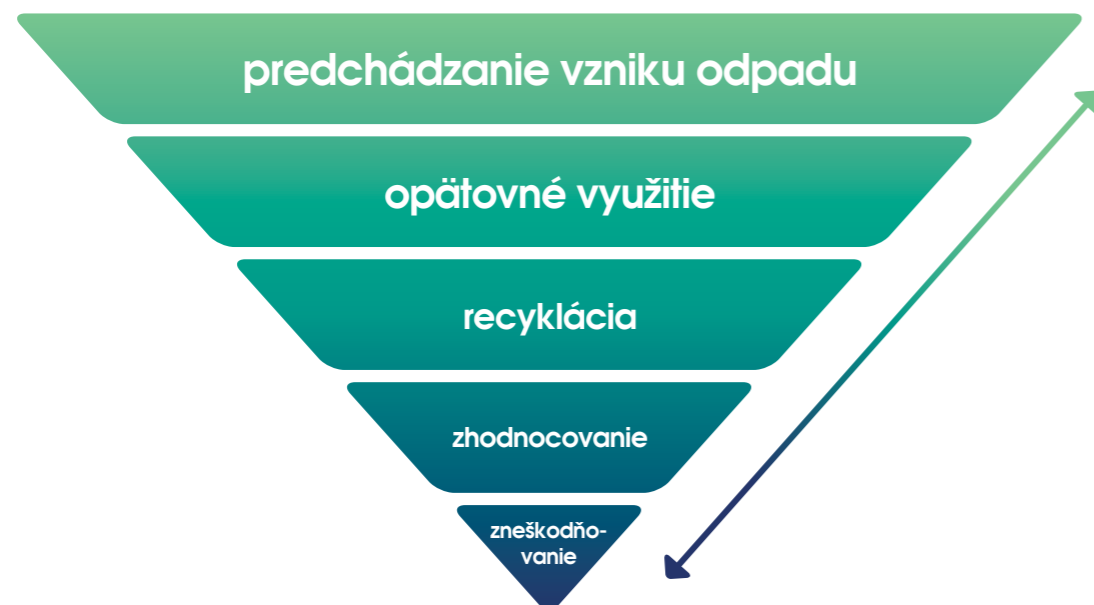 predchádzanie vzniku odpadu
opätovné využitie
recyklácia
zhodnocovanie
zneškodňo-
vanie